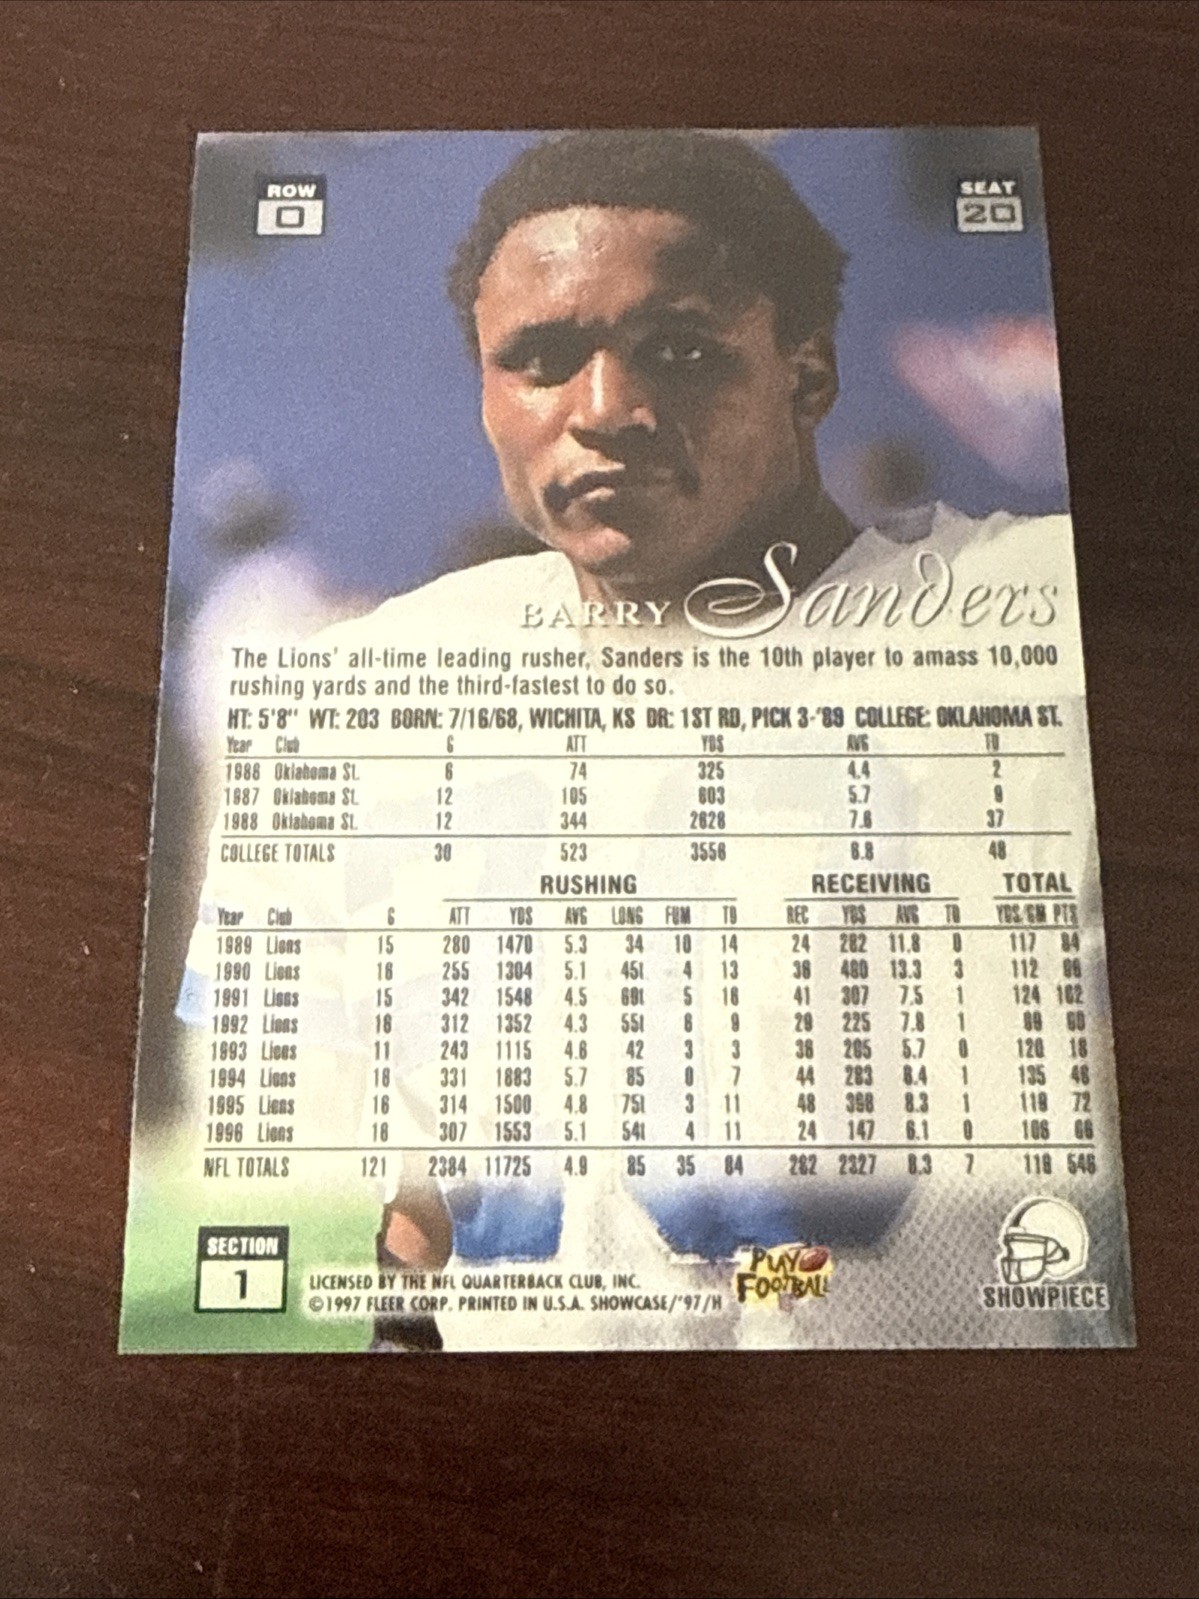 ROW
0
SEAT
20
BARRY Sanders
The Lions' all-time leading rusher, Sanders is the 10th player to amass 10,000
rushing yards and the third-fastest to do so.
HT: 5'8" WT: 203 BORN: 7/16/68, WICHITA, KS DR: 1ST RD, PICK 3-'89 COLLEGE: OKLAHOMA ST.
Year Club G ATT YDS AVG TD
1986 Oklahoma St. 6 74 325 4.4 2
1987 Oklahoma St. 12 105 603 5.7 9
1988 Oklahoma St. 12 344 2628 7.6 37
COLLEGE TOTALS 30 523 3556 6.8 48
RUSHING RECEIVING TOTAL
Year Club G ATT YDS AVG LONG FUM TD REC YDS AVG TD YDS/GM PTS
1989 Lions 15 280 1470 5.3 34 10 14 24 282 11.8 0 117 84
1990 Lions 16 255 1304 5.1 45t 4 13 36 480 13.3 3 112 96
1991 Lions 15 342 1548 4.5 69t 5 16 41 307 7.5 1 124 102
1992 Lions 16 312 1352 4.3 55t 6 9 29 225 7.8 1 99 60
1993 Lions 11 243 1115 4.6 42 3 3 36 205 5.7 0 120 18
1994 Lions 16 331 1883 5.7 85 0 7 44 283 6.4 1 135 48
1995 Lions 16 314 1500 4.8 75t 3 11 48 398 8.3 1 119 72
1996 Lions 16 307 1553 5.1 54t 4 11 24 147 6.1 0 106 66
NFL TOTALS 121 2384 11725 4.9 85 35 84 282 2327 8.3 7 116 546
SECTION
1
LICENSED BY THE NFL QUARTERBACK CLUB, INC.
©1997 FLEER CORP. PRINTED IN U.S.A. SHOWCASE/'97/H
PLAY
FOOTBALL
SHOWPIECE